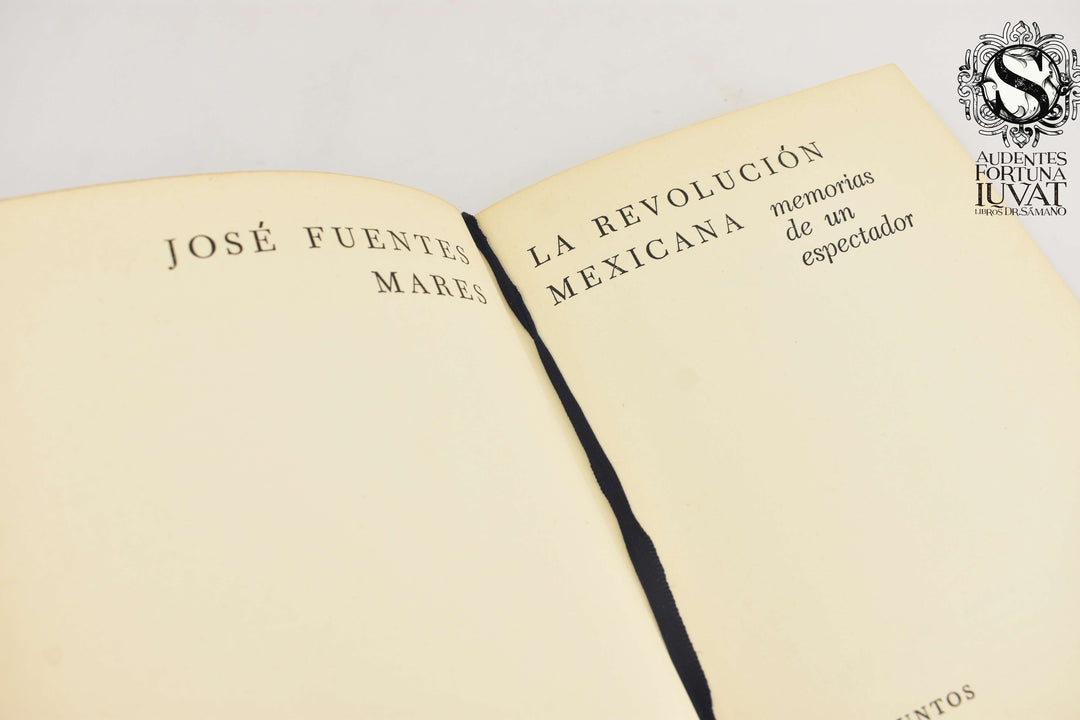 JOSÉ FUENTES
MARES
LA REVOLUCIÓN
MEXICANA
memorias
de un
espectador
S
AUDENTES
FORTUNA
IUVAT
LIBROS DR. SÁMANO